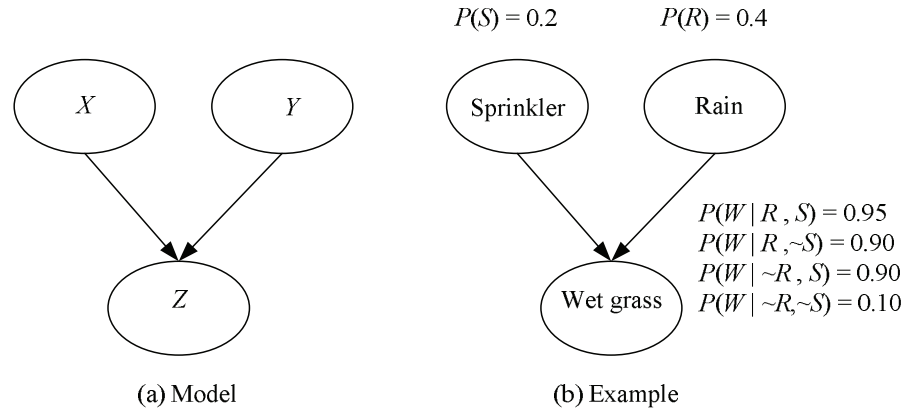 P(S) = 0.2
P(R) = 0.4
X
Y
Sprinkler
Rain
P(W | R , S) = 0.95
P(W | R ,~S) = 0.90
P(W | ~R , S) = 0.90
P(W | ~R,~S) = 0.10
Z
Wet grass
(a) Model
(b) Example